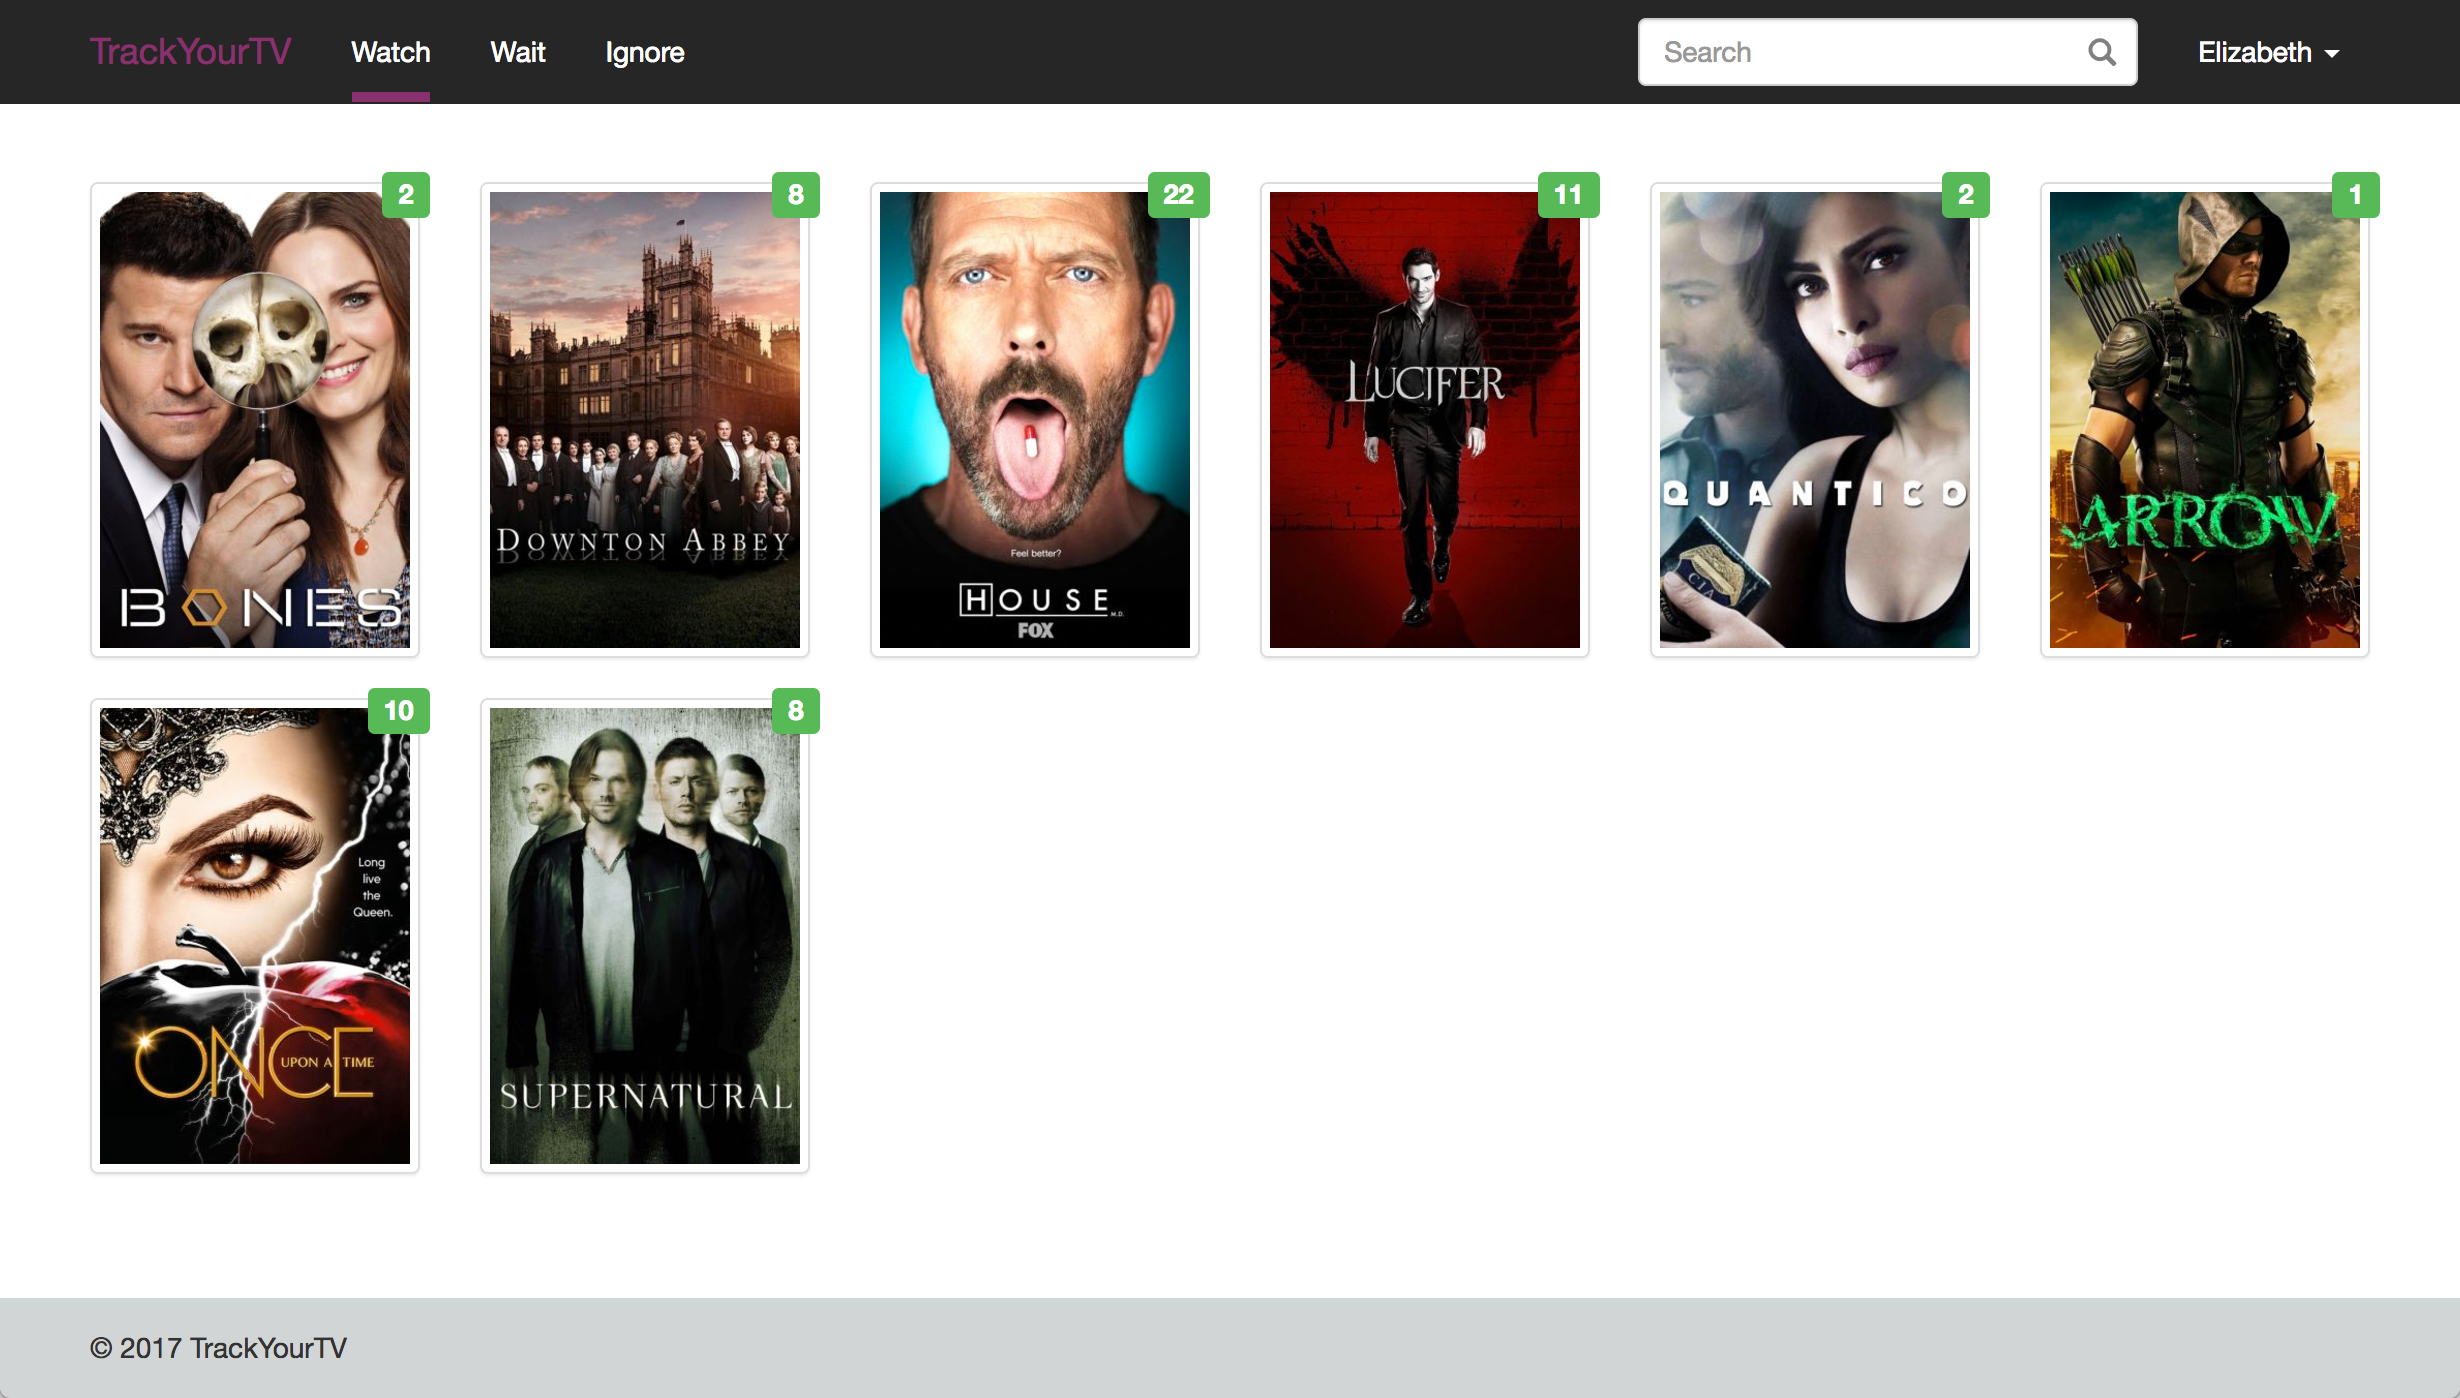 TrackYourTV Watch Wait Ignore Search Elizabeth
2 8 22 11 2 1
BONES
DOWNTON ABBEY
Feel better?
HOUSE M.D.
FOX
LUCIFER
QUANTICO
CIA
ARROW
10 8
Long
live
the
Queen.
ONCE UPON A TIME
SUPERNATURAL
© 2017 TrackYourTV